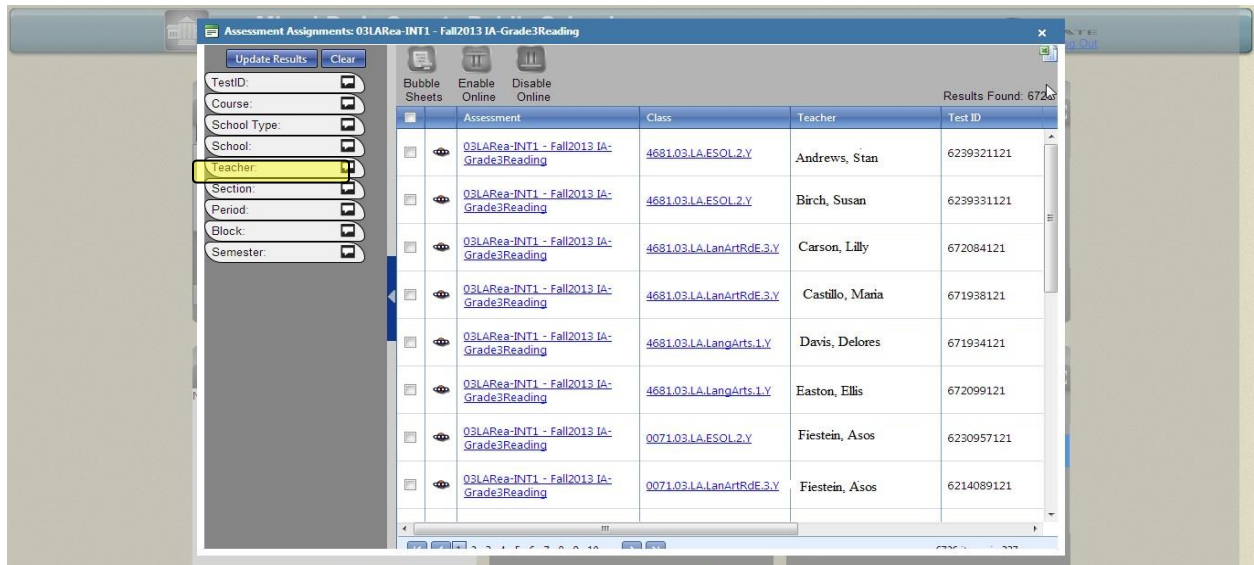 Assessment Assignments: 03LARea-INT1 - Fall2013 IA-Grade3Reading
Update Results Clear
TestID:
Course:
School Type:
School:
Teacher:
Section:
Period:
Block:
Semester:
Bubble Sheets
Enable Online
Disable Online
Results Found: 672
Assessment Class Teacher Test ID
03LARea-INT1 - Fall2013 IA-
Grade3Reading
4681.03.LA.ESOL.2.Y Andrews, Stan 6239321121
03LARea-INT1 - Fall2013 IA-
Grade3Reading
4681.03.LA.ESOL.2.Y Birch, Susan 6239331121
03LARea-INT1 - Fall2013 IA-
Grade3Reading
4681.03.LA.LanArtRdE.3.Y Carson, Lilly 672084121
03LARea-INT1 - Fall2013 IA-
Grade3Reading
4681.03.LA.LanArtRdE.3.Y Castillo, Maria 671938121
03LARea-INT1 - Fall2013 IA-
Grade3Reading
4681.03.LA.LangArts.1.Y Davis, Delores 671934121
03LARea-INT1 - Fall2013 IA-
Grade3Reading
4681.03.LA.LangArts.1.Y Easton, Ellis 672099121
03LARea-INT1 - Fall2013 IA-
Grade3Reading
0071.03.LA.ESOL.2.Y Fiestein, Asos 6230957121
03LARea-INT1 - Fall2013 IA-
Grade3Reading
0071.03.LA.LanArtRdE.3.Y Fiestein, Asos 6214089121